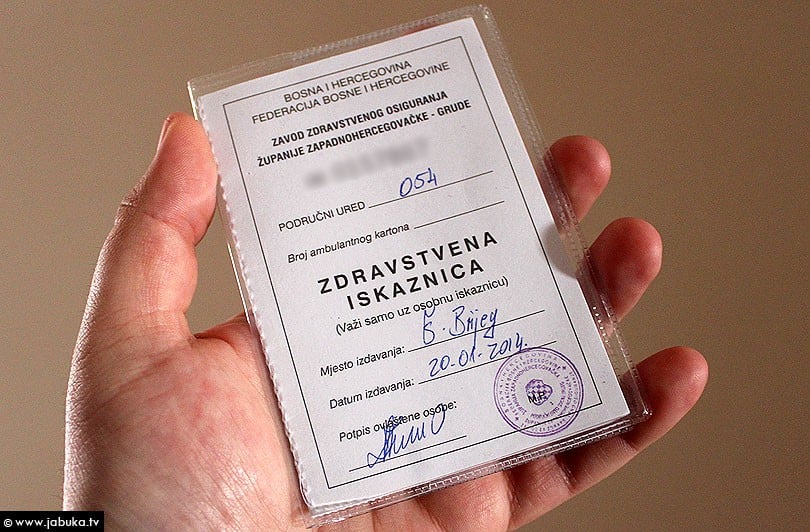 BOSNA I HERCEGOVINA
FEDERACIJA BOSNE I HERCEGOVINE
ZAVOD ZDRAVSTVENOG OSIGURANJA
ŽUPANIJE ZAPADNOHERCEGOVAČKE - GRUDE
PODRUČNI URED 054
Broj ambulantnog kartona
ZDRAVSTVENA
ISKAZNICA
(Važi samo uz osobnu iskaznicu)
Mjesto izdavanja: Š. Brijeg
Datum izdavanja: 20-01-2014.
Potpis ovlaštene osobe:
M.P.
© www.jabuka.tv